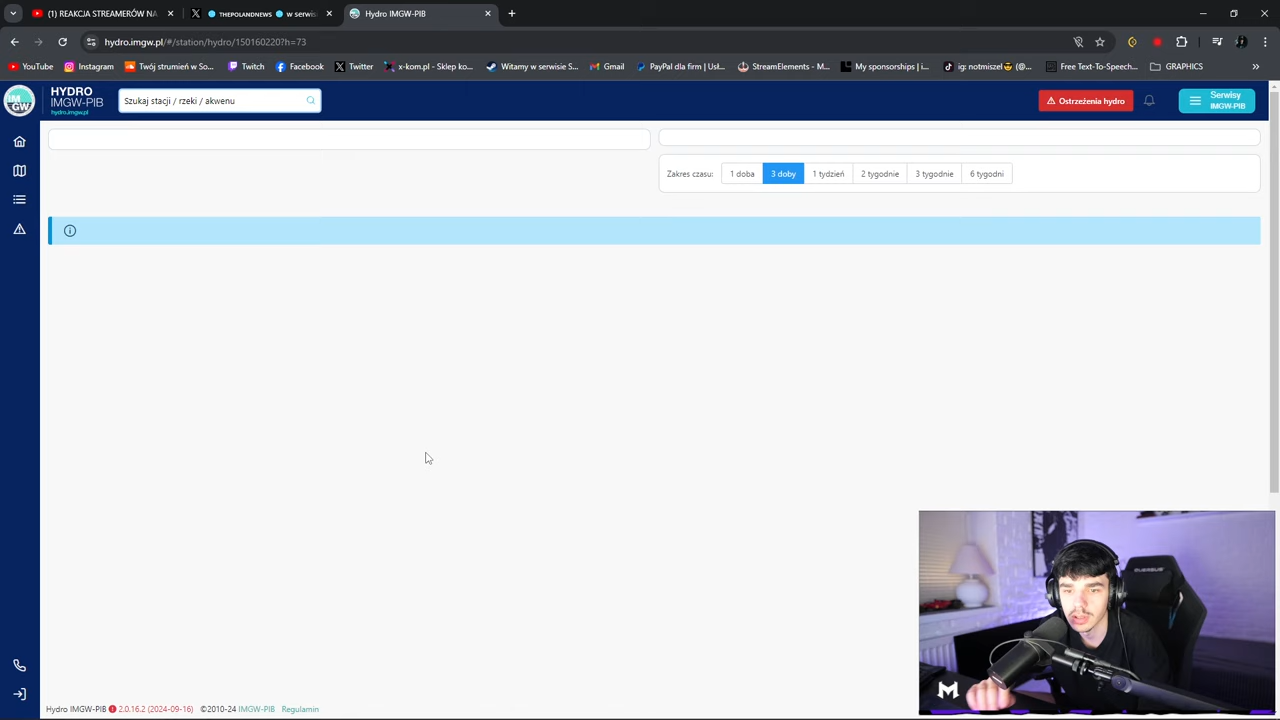 (1) REAKCJA STREAMERÓW NA
THEPOLANDNEWS w serwis
Hydro IMGW-PIB
hydro.imgw.pl/#/station/hydro/150160220?h=73
YouTube Instagram Twój strumień w So... Twitch Facebook Twitter x-kom.pl - Sklep ko... Witamy w serwisie S... Gmail PayPal dla firm | Usł... StreamElements - M... My sponsorships | i... ig: notmiszel😎 (@... Free Text-To-Speech... GRAPHICS
HYDRO
IMGW-PIB
hydro.imgw.pl
IM
GW
Szukaj stacji / rzeki / akwenu
Ostrzeżenia hydro
Serwisy
IMGW-PIB
Zakres czasu: 1 doba 3 doby 1 tydzień 2 tygodnie 3 tygodnie 6 tygodni
QUERSUS
M
Hydro IMGW-PIB 2.0.16.2 (2024-09-16) ©2010-24 IMGW-PIB Regulamin